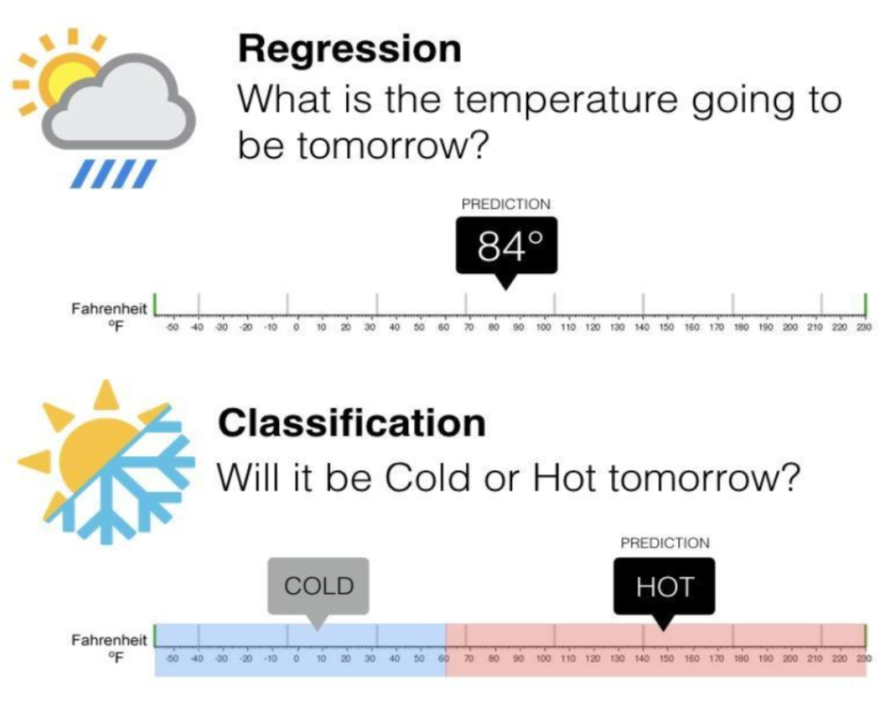 Regression
What is the temperature going to
be tomorrow?
PREDICTION
84°
Fahrenheit
°F
-50 -40 -30 -20 -10 0 10 20 30 40 50 60 70 80 90 100 110 120 130 140 150 160 170 180 190 200 210 220 230
Classification
Will it be Cold or Hot tomorrow?
PREDICTION
COLD
HOT
Fahrenheit
°F
-50 -40 -30 -20 -10 0 10 20 30 40 50 60 70 80 90 100 110 120 130 140 150 160 170 180 190 200 210 220 230